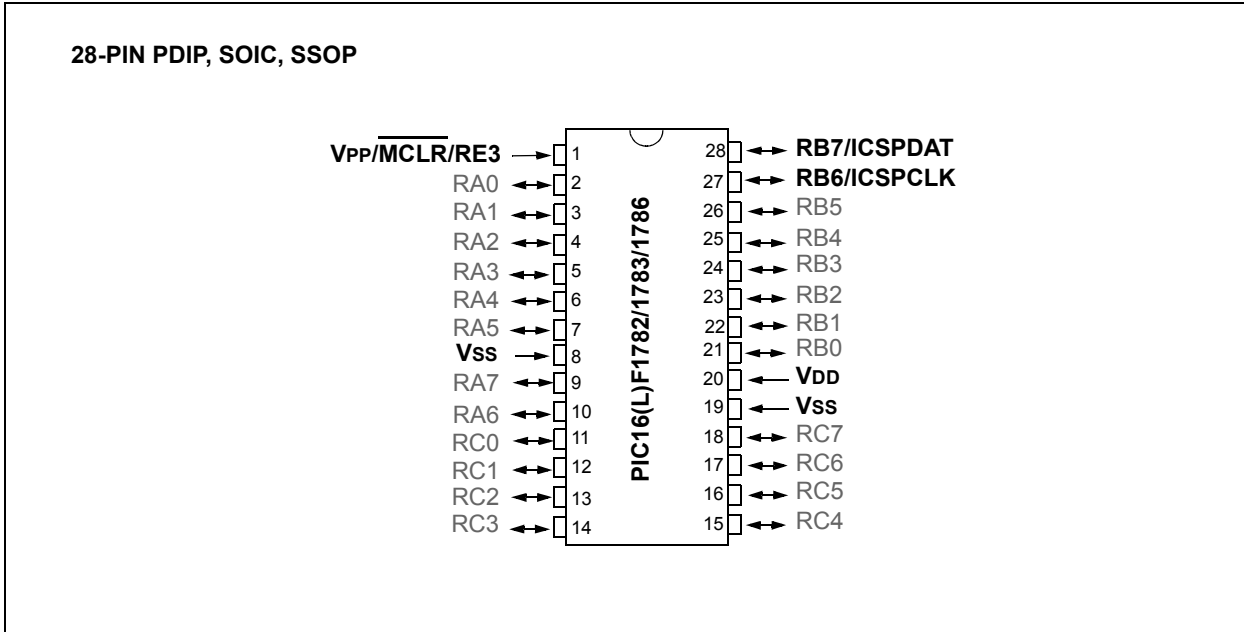 28-PIN PDIP, SOIC, SSOP
VPP/MCLR/RE3
RA0
RA1
RA2
RA3
RA4
RA5
VSS
RA7
RA6
RC0
RC1
RC2
RC3
1
2
3
4
5
6
7
8
9
10
11
12
13
14
PIC16(L)F1782/1783/1786
28
27
26
25
24
23
22
21
20
19
18
17
16
15
RB7/ICSPDAT
RB6/ICSPCLK
RB5
RB4
RB3
RB2
RB1
RB0
VDD
VSS
RC7
RC6
RC5
RC4